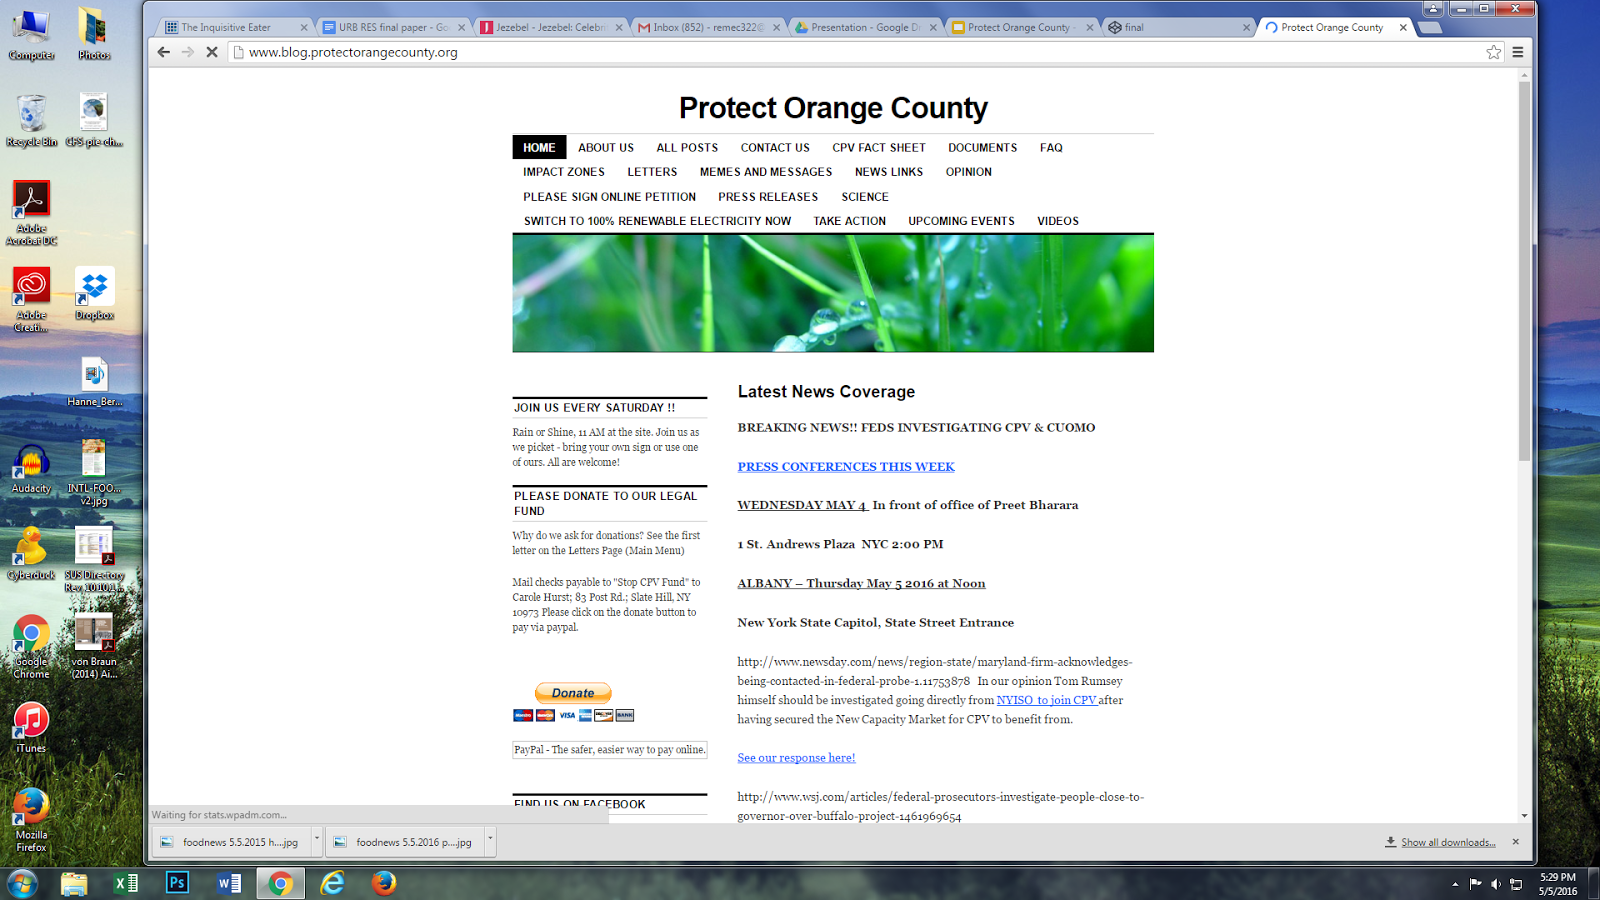 The Inquisitive Eater
URB RES final paper - Go
Jezebel - Jezebel: Celebri
Inbox (852) - remec322@
Presentation - Google Dr
Protect Orange County -
final
Protect Orange County
www.blog.protectorangecounty.org
Computer
Photos
Recycle Bin
CFS-pie-ch...
Adobe
Acrobat DC
Adobe
Creati...
Dropbox
Hanne_Ber...
Audacity
INTL-FOO...
v2.jpg
Cyberduck
SUS Directory
Google
Chrome
von Braun
(2014) Ai...
iTunes
Mozilla
Firefox
Protect Orange County
HOME ABOUT US ALL POSTS CONTACT US CPV FACT SHEET DOCUMENTS FAQ
IMPACT ZONES LETTERS MEMES AND MESSAGES NEWS LINKS OPINION
PLEASE SIGN ONLINE PETITION PRESS RELEASES SCIENCE
SWITCH TO 100% RENEWABLE ELECTRICITY NOW TAKE ACTION UPCOMING EVENTS VIDEOS
JOIN US EVERY SATURDAY !!
Rain or Shine, 11 AM at the site. Join us as
we picket - bring your own sign or use one
of ours. All are welcome!
PLEASE DONATE TO OUR LEGAL
FUND
Why do we ask for donations? See the first
letter on the Letters Page (Main Menu)
Mail checks payable to "Stop CPV Fund" to
Carole Hurst; 83 Post Rd.; Slate Hill, NY
10973 Please click on the donate button to
pay via paypal.
Donate
VISA
BANK
PayPal - The safer, easier way to pay online.
FIND US ON FACEBOOK
Latest News Coverage
BREAKING NEWS!! FEDS INVESTIGATING CPV & CUOMO
PRESS CONFERENCES THIS WEEK
WEDNESDAY MAY 4 In front of office of Preet Bharara
1 St. Andrews Plaza NYC 2:00 PM
ALBANY – Thursday May 5 2016 at Noon
New York State Capitol, State Street Entrance
http://www.newsday.com/news/region-state/maryland-firm-acknowledges-
being-contacted-in-federal-probe-1.11753878 In our opinion Tom Rumsey
himself should be investigated going directly from NYISO to join CPV after
having secured the New Capacity Market for CPV to benefit from.
See our response here!
http://www.wsj.com/articles/federal-prosecutors-investigate-people-close-to-
governor-over-buffalo-project-1461969654
Waiting for stats.wpadm.com...
foodnews 5.5.2015 h....jpg
foodnews 5.5.2016 p....jpg
Show all downloads...
Ps
5:29 PM
5/5/2016